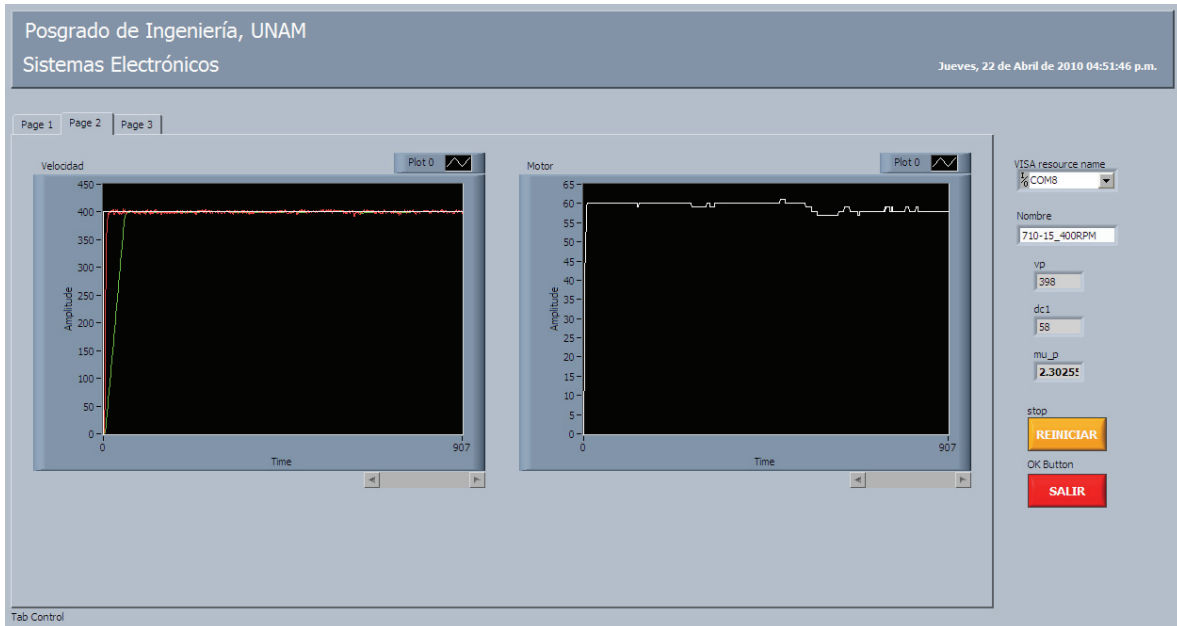 Posgrado de Ingeniería, UNAM
Sistemas Electrónicos
Jueves, 22 de Abril de 2010 04:51:46 p.m.
Page 1 Page 2 Page 3
Velocidad
Plot 0
450
400
350
300
250
200
150
100
50
0
Amplitude
0 907
Time
Motor
Plot 0
65
60
55
50
45
40
35
30
25
20
15
10
5
0
Amplitude
0 907
Time
VISA resource name
I/O COM8
Nombre
710-15_400RPM
vp
398
dc1
58
mu_p
2.3025
stop
REINICIAR
OK Button
SALIR
Tab Control